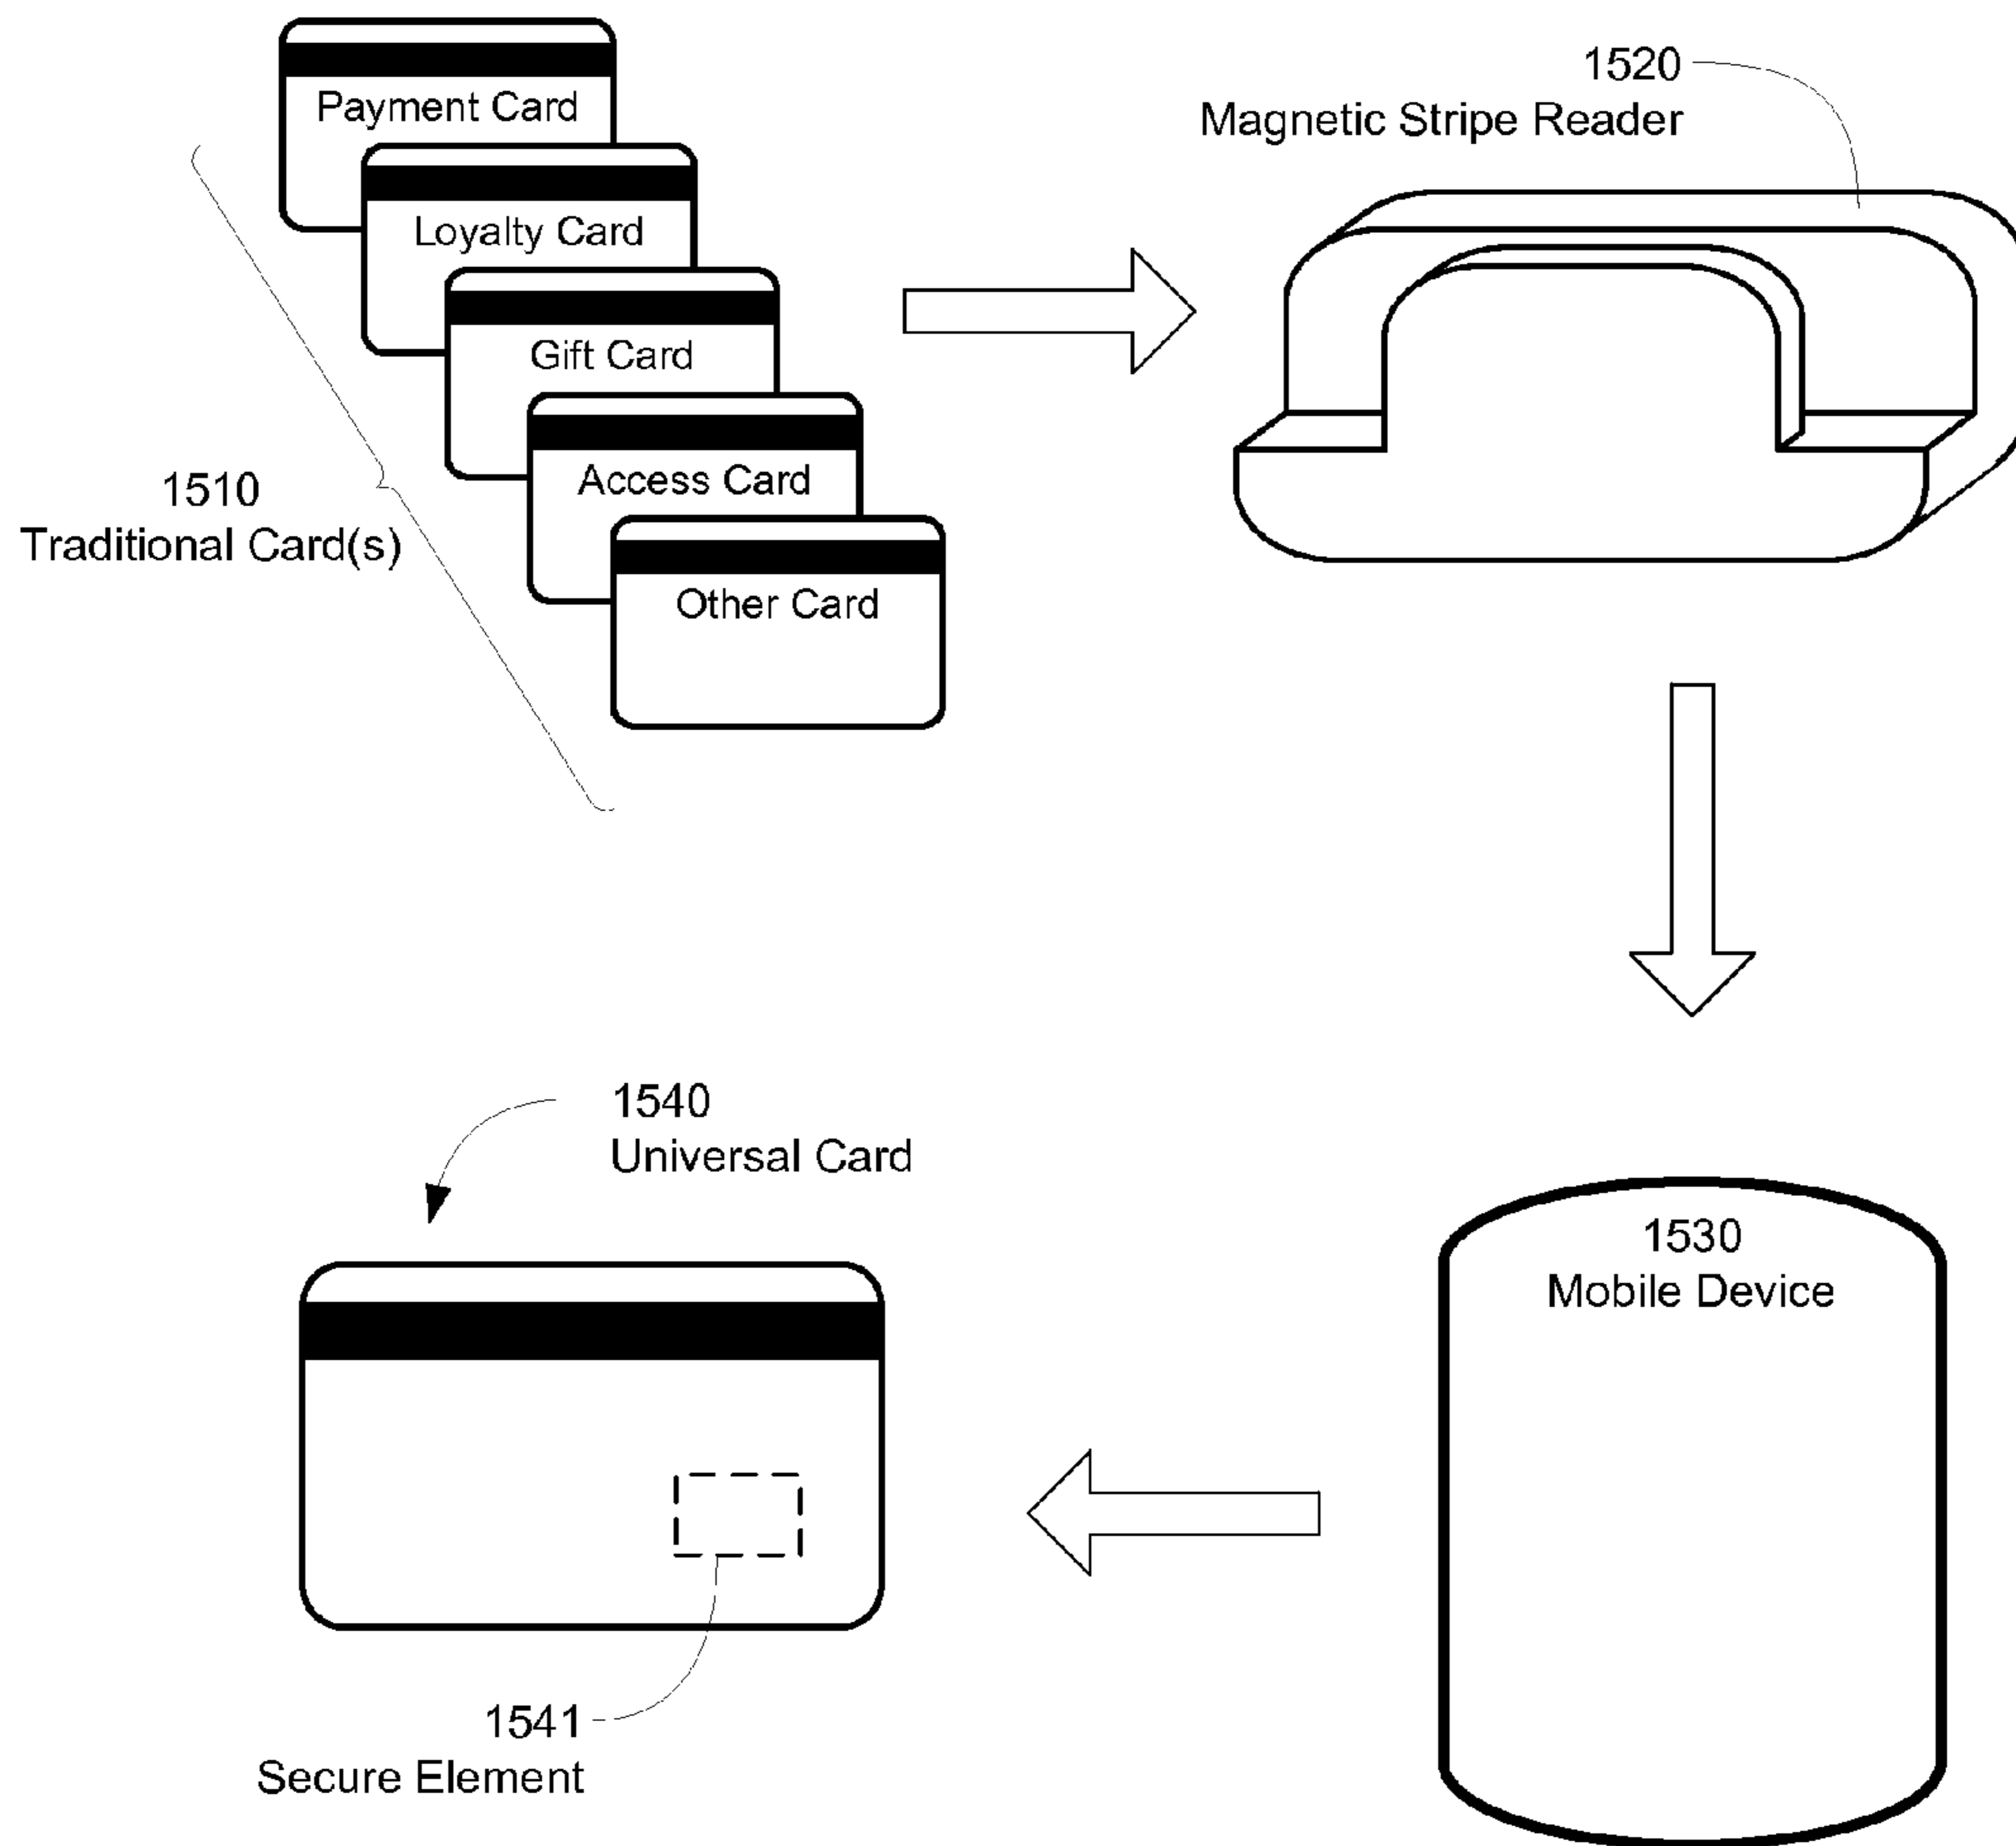 Payment Card
Loyalty Card
Gift Card
Access Card
Other Card
1510
Traditional Card(s)
1520
Magnetic Stripe Reader
1540
Universal Card
1530
Mobile Device
1541
Secure Element